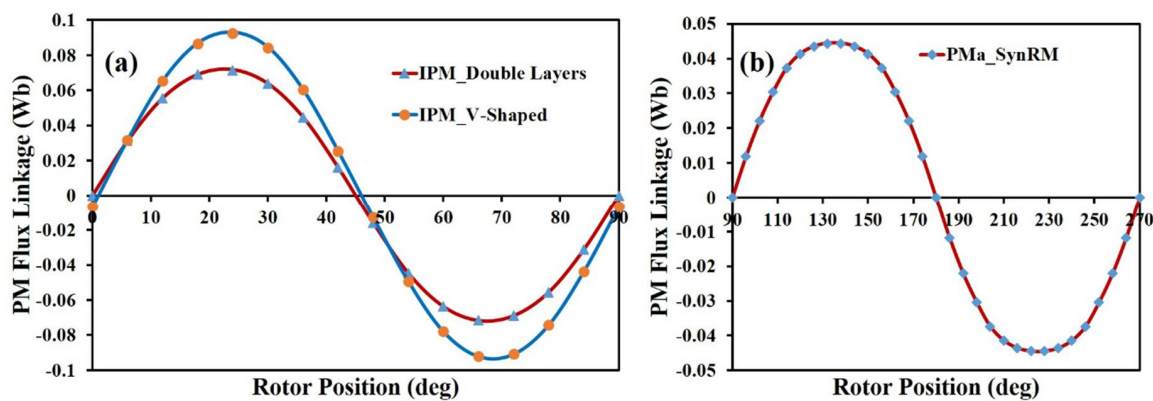 (a)
PM Flux Linkage (Wb)
0.1
0.08
0.06
0.04
0.02
0
-0.02
-0.04
-0.06
-0.08
-0.1
IPM_Double Layers
IPM_V-Shaped
0 10 20 30 40 50 60 70 80 90
Rotor Position (deg)
(b)
PM Flux Linkage (Wb)
0.05
0.04
0.03
0.02
0.01
0
-0.01
-0.02
-0.03
-0.04
-0.05
PMa_SynRM
90 110 130 150 170 190 210 230 250 270
Rotor Position (deg)